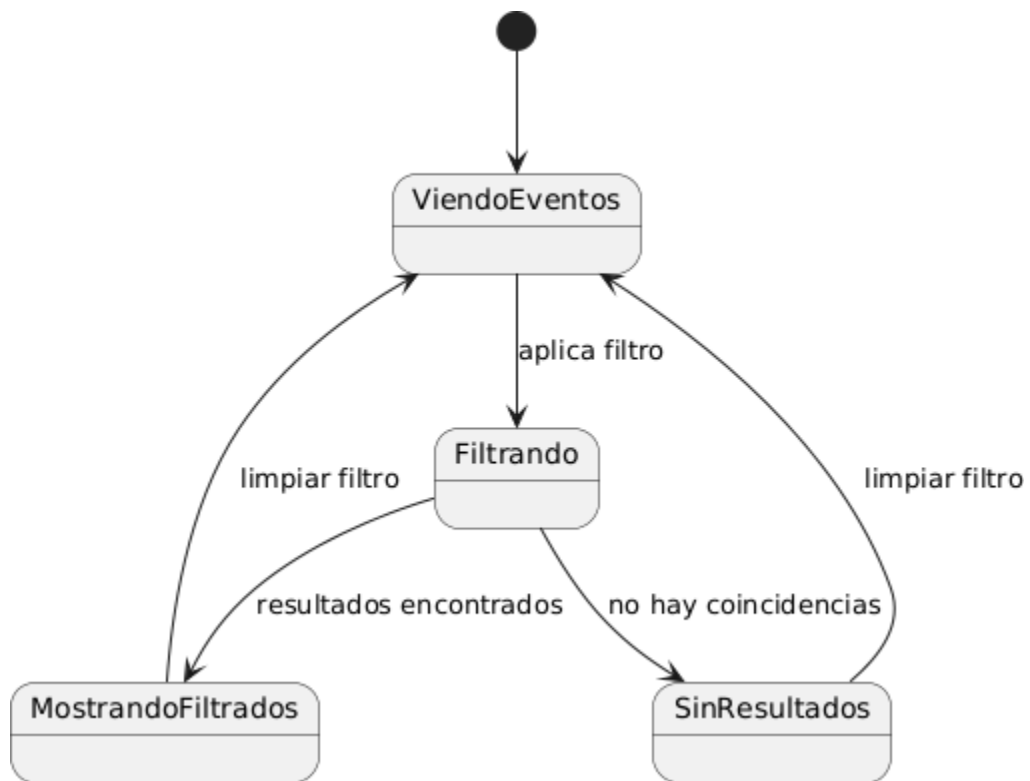 ViendoEventos
aplica filtro
Filtrando
limpiar filtro
limpiar filtro
resultados encontrados
no hay coincidencias
MostrandoFiltrados
SinResultados